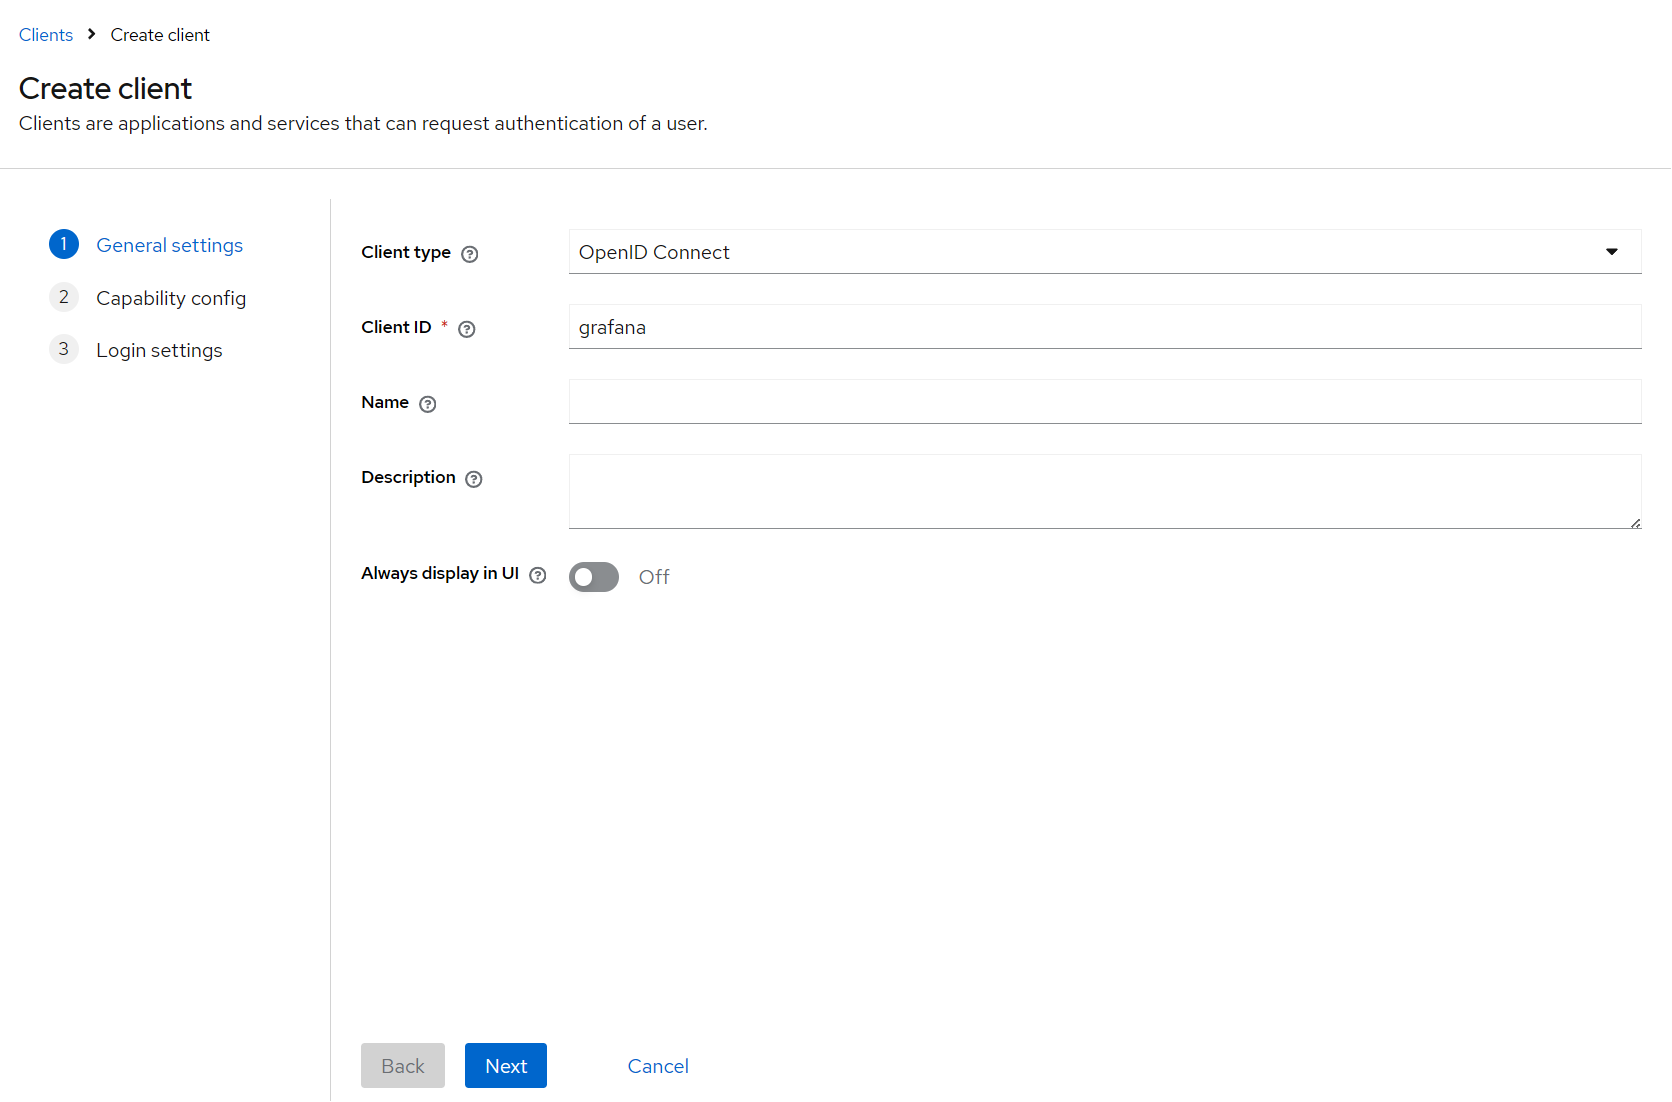 Clients > Create client
Create client
Clients are applications and services that can request authentication of a user.
1 General settings
2 Capability config
3 Login settings
Client type ? OpenID Connect
Client ID * ? grafana
Name ?
Description ?
Always display in UI ? Off
Back Next Cancel